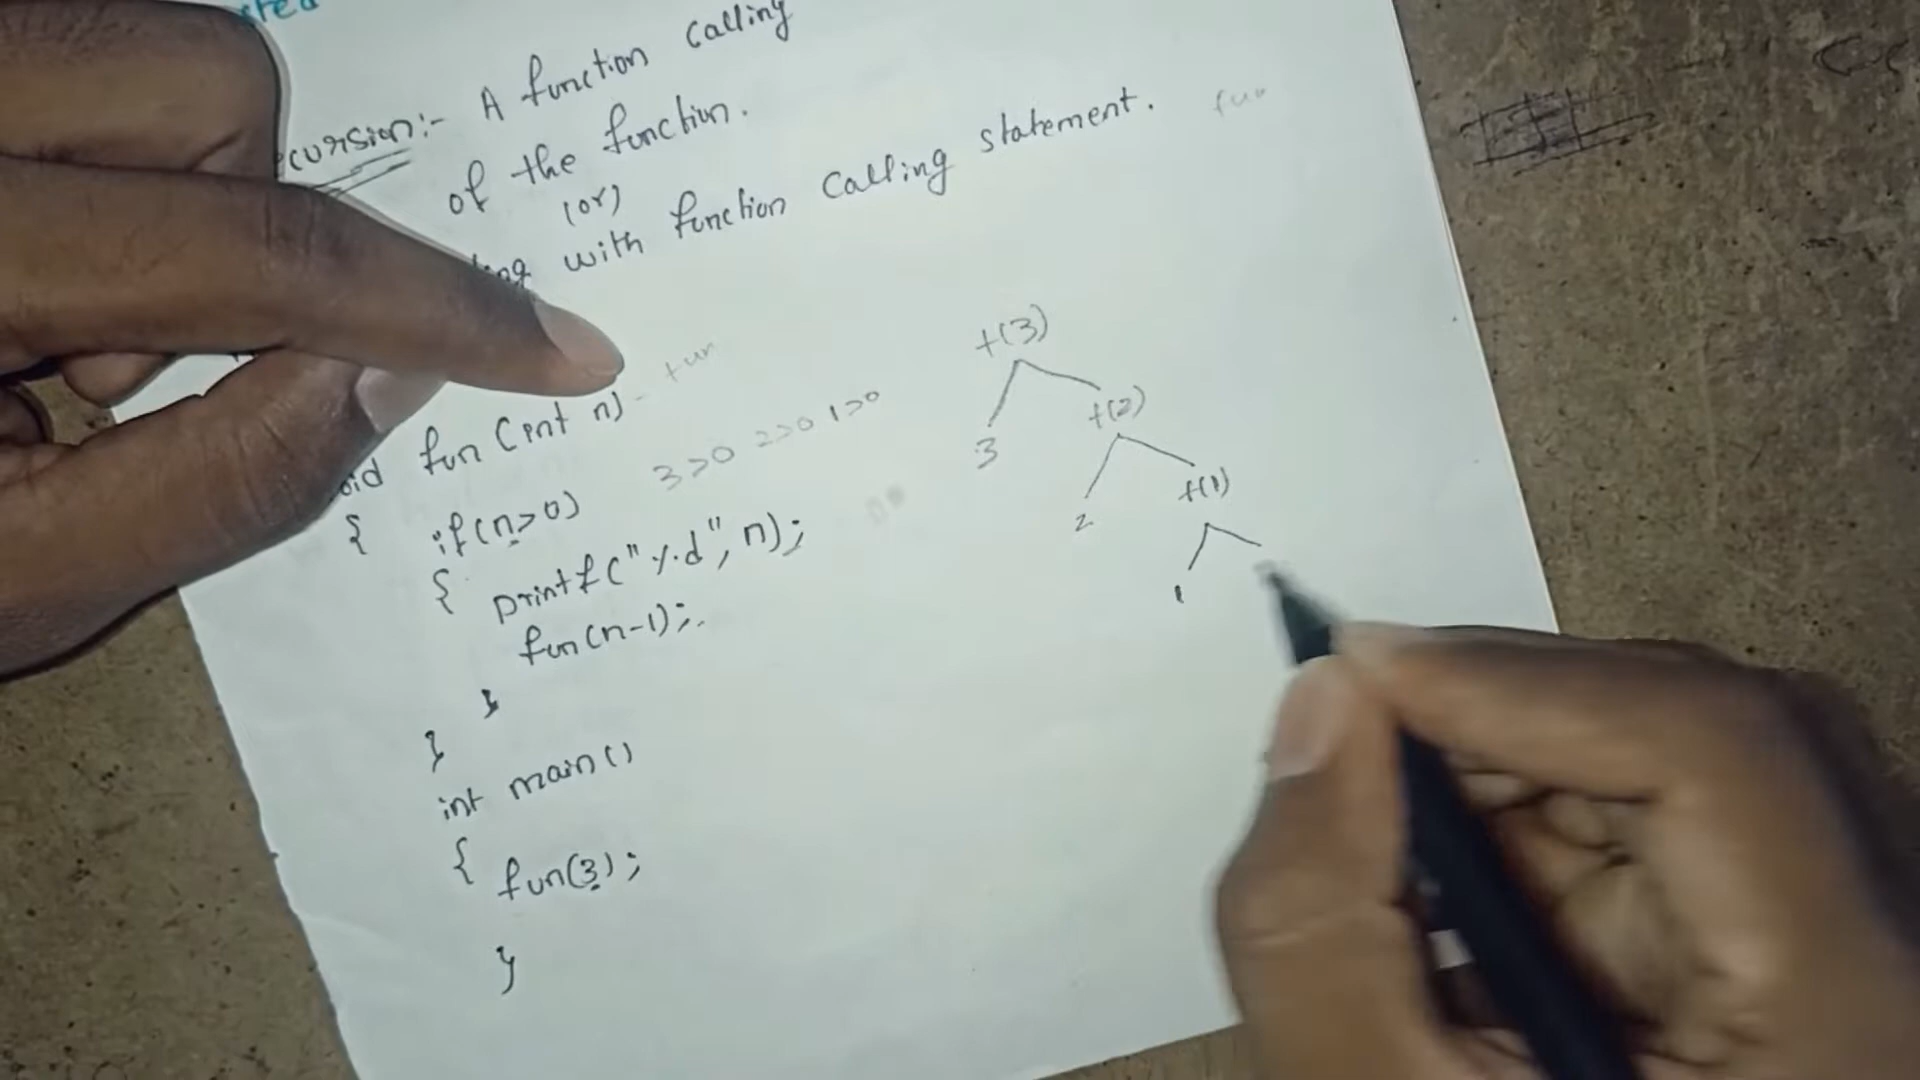 cursion:- A function calling
of the function.
(or)
with function calling statement.
oid fun (int n)
{ if(n>0) 3>0 2>0 1>0
{ printf("%d", n);
fun(n-1);
}
}
int main()
{ fun(3);
}
f(3)
3 f(2)
2 f(1)
1